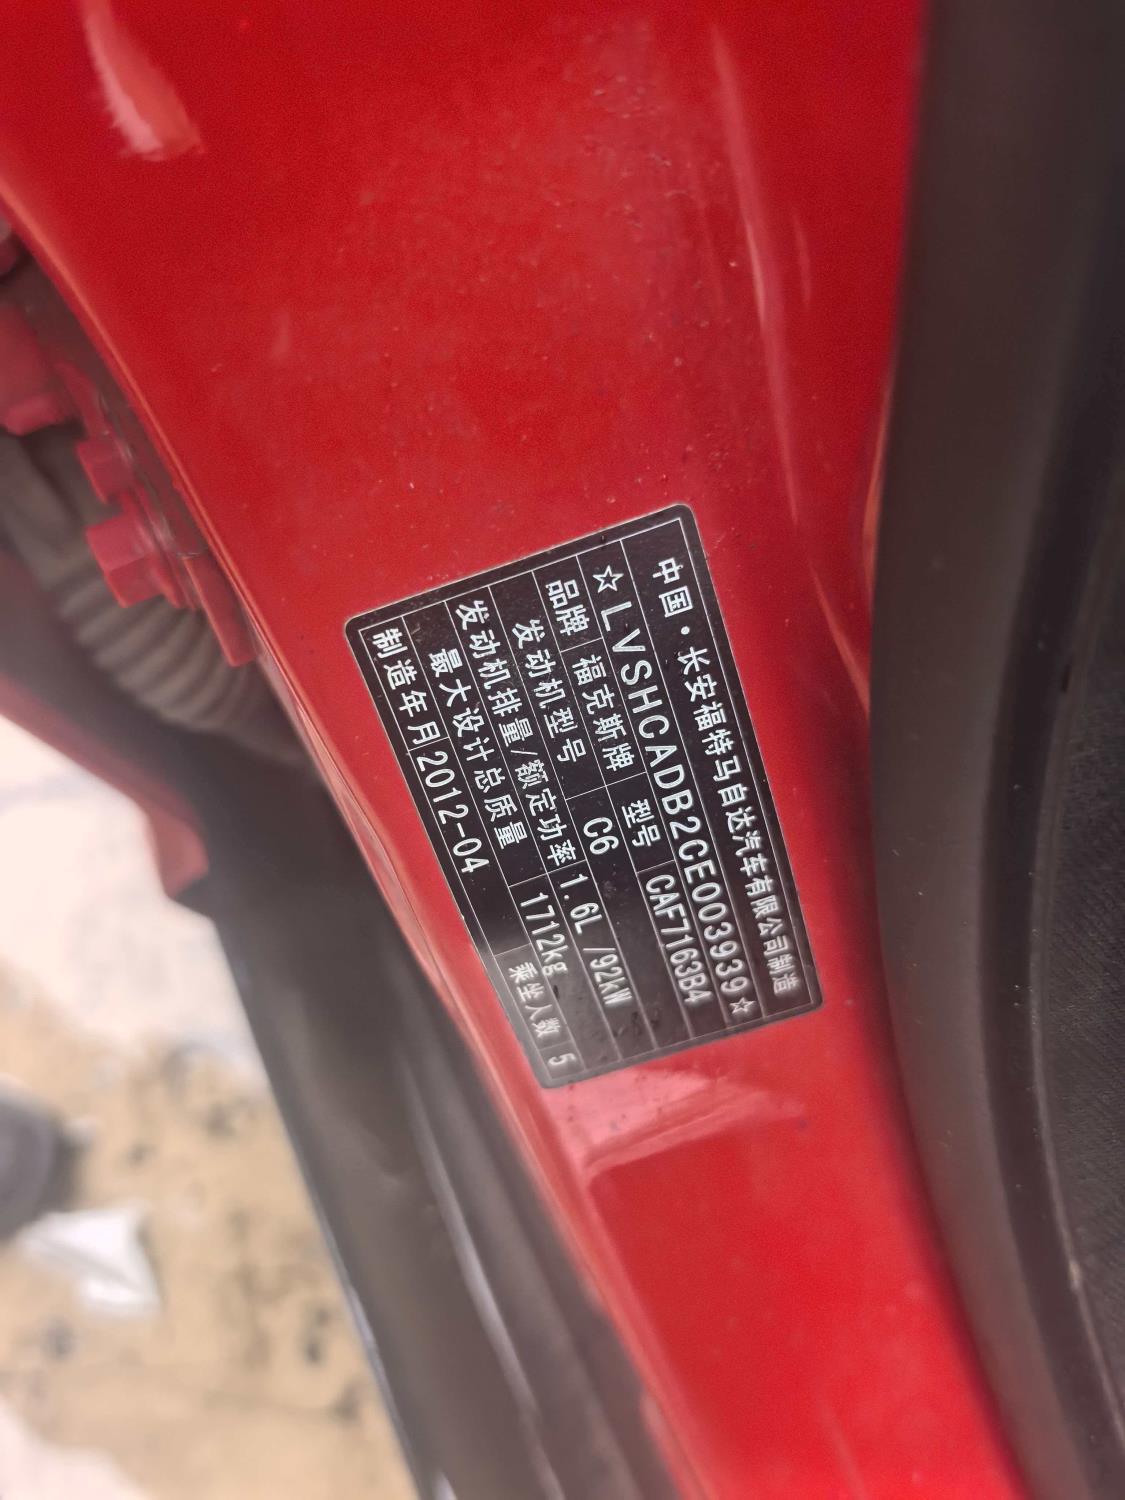 中国·长安福特马自达汽车有限公司制造
☆LVSHCADB2CE003939☆
品牌 福克斯牌 型号 CAF7163B4
发动机型号 C6
发动机排量/额定功率 1.6L /92kW
最大设计总质量 1712kg
制造年月 2012-04 乘坐人数 5